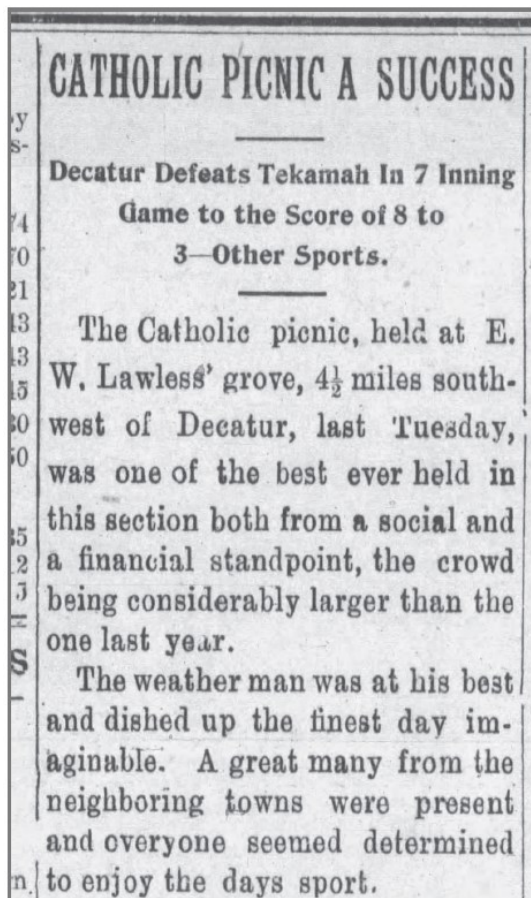 CATHOLIC PICNIC A SUCCESS
Decatur Defeats Tekamah In 7 Inning
Game to the Score of 8 to
3—Other Sports.
The Catholic picnic, held at E.
W. Lawless' grove, 4½ miles south-
west of Decatur, last Tuesday,
was one of the best ever held in
this section both from a social and
a financial standpoint, the crowd
being considerably larger than the
one last year.
The weather man was at his best
and dished up the finest day im-
aginable. A great many from the
neighboring towns were present
and everyone seemed determined
to enjoy the days sport.